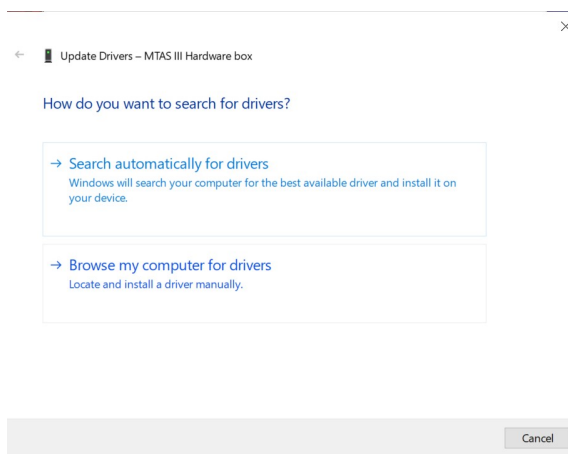 Update Drivers – MTAS III Hardware box
How do you want to search for drivers?
Search automatically for drivers
Windows will search your computer for the best available driver and install it on
your device.
Browse my computer for drivers
Locate and install a driver manually.
Cancel